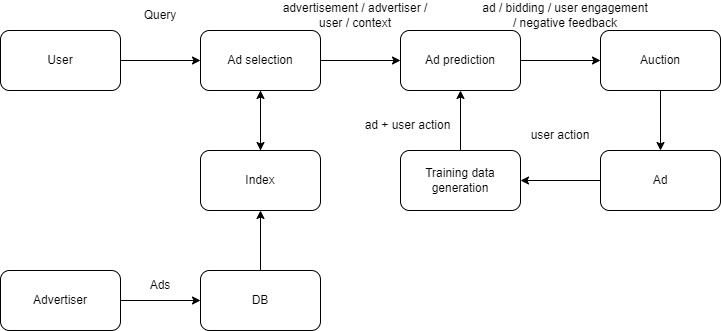 Query
advertisement / advertiser /
user / context
ad / bidding / user engagement
/ negative feedback
User
Ad selection
Ad prediction
Auction
ad + user action
user action
Index
Training data
generation
Ad
Ads
Advertiser
DB